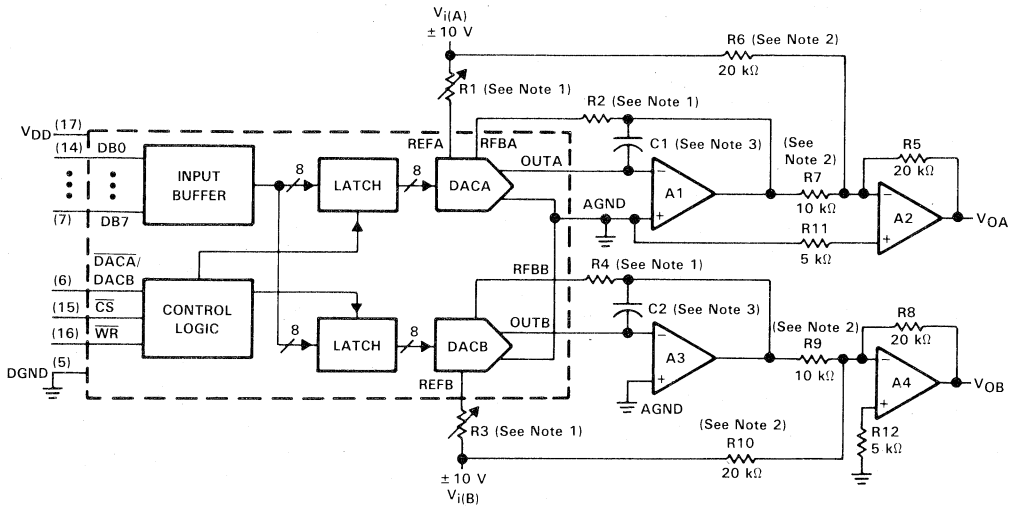 Vi(A)
± 10 V
R6 (See Note 2)
20 kΩ
R1 (See Note 1)
R2 (See Note 1)
VDD (17)
REFA
RFBA
(14) DB0
C1 (See Note 3)
(See
Note 2)
R5
20 kΩ
INPUT
BUFFER
8
LATCH
8
DACA
OUTA
A1
R7
10 kΩ
A2
VOA
AGND
(7) DB7
R11
5 kΩ
DACA/
DACB
(6)
RFBB
R4 (See Note 1)
(15) CS
CONTROL
LOGIC
OUTB
C2 (See Note 3)
R8
20 kΩ
(16) WR
8
LATCH
8
DACB
A3
(See Note 2)
R9
10 kΩ
A4
VOB
DGND (5)
REFB
AGND
R3 (See Note 1)
(See Note 2)
R10
20 kΩ
R12
5 kΩ
± 10 V
Vi(B)